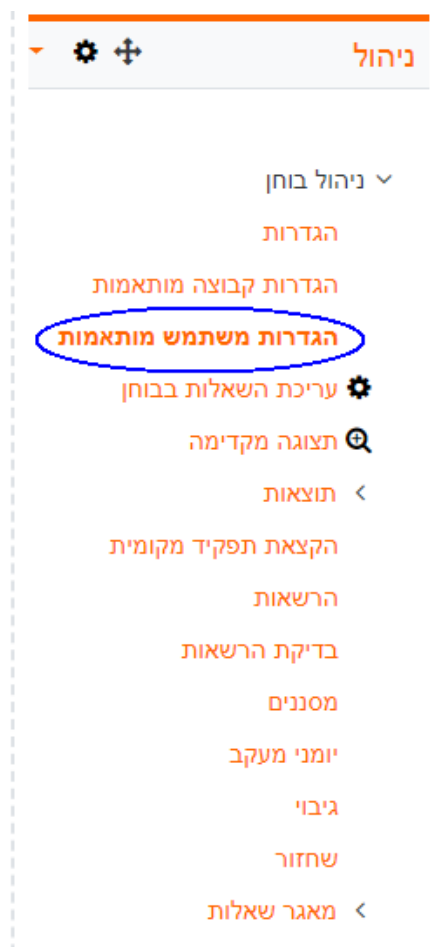 ניהול
ניהול בוחן
הגדרות
הגדרות קבוצה מותאמות
הגדרות משתמש מותאמות
עריכת השאלות בבוחן
תצוגה מקדימה
תוצאות
הקצאת תפקיד מקומית
הרשאות
בדיקת הרשאות
מסננים
יומני מעקב
גיבוי
שחזור
מאגר שאלות